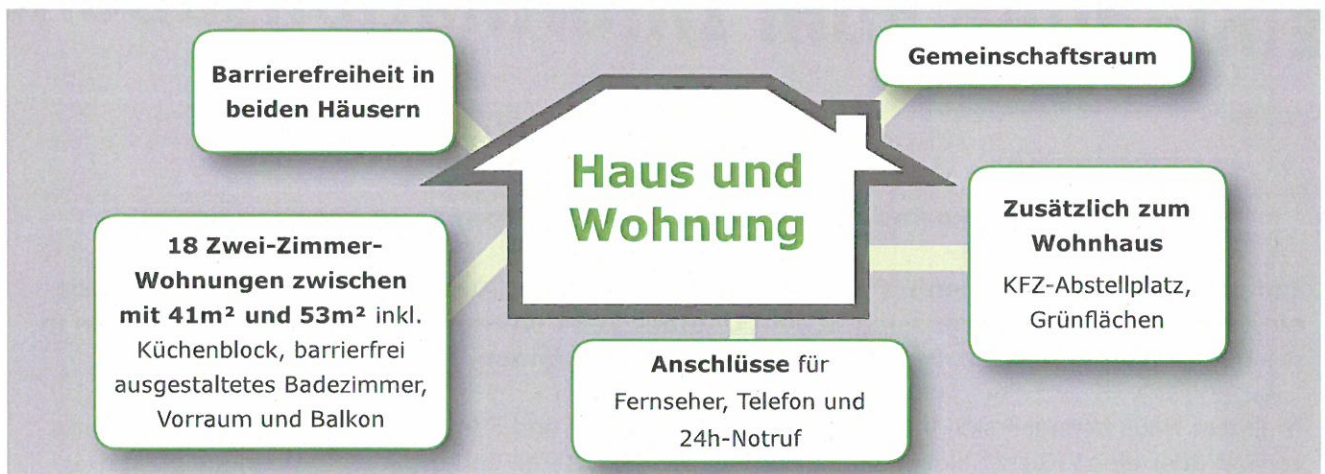 Barrierefreiheit in
beiden Häusern
Gemeinschaftsraum
Haus und
Wohnung
18 Zwei-Zimmer-
Wohnungen zwischen
mit 41m² und 53m² inkl.
Küchenblock, barrierfrei
ausgestaltetes Badezimmer,
Vorraum und Balkon
Zusätzlich zum
Wohnhaus
KFZ-Abstellplatz,
Grünflächen
Anschlüsse für
Fernseher, Telefon und
24h-Notruf